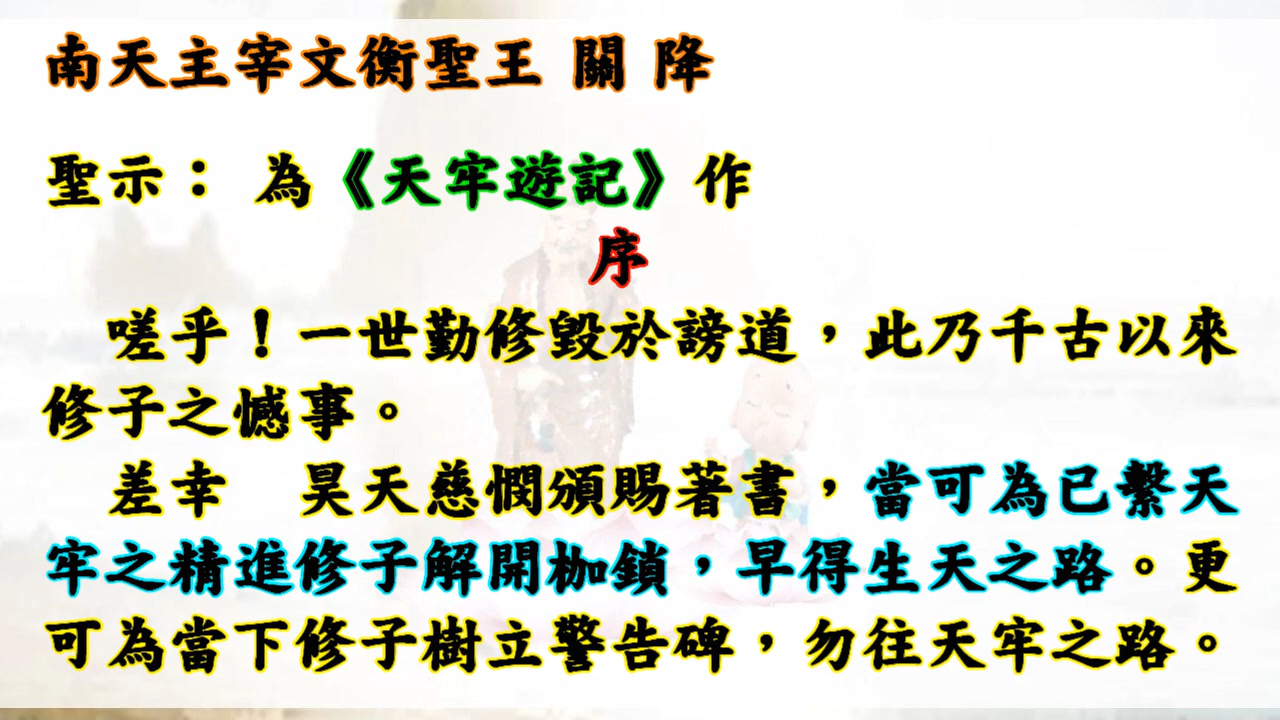 南天主宰文衡聖王 關 降
聖示： 為《天牢遊記》作
序
嗟乎！一世勤修毀於謗道，此乃千古以來
修子之憾事。
差幸　昊天慈憫頒賜著書，當可為已繫天
牢之精進修子解開枷鎖，早得生天之路。更
可為當下修子樹立警告碑，勿往天牢之路。